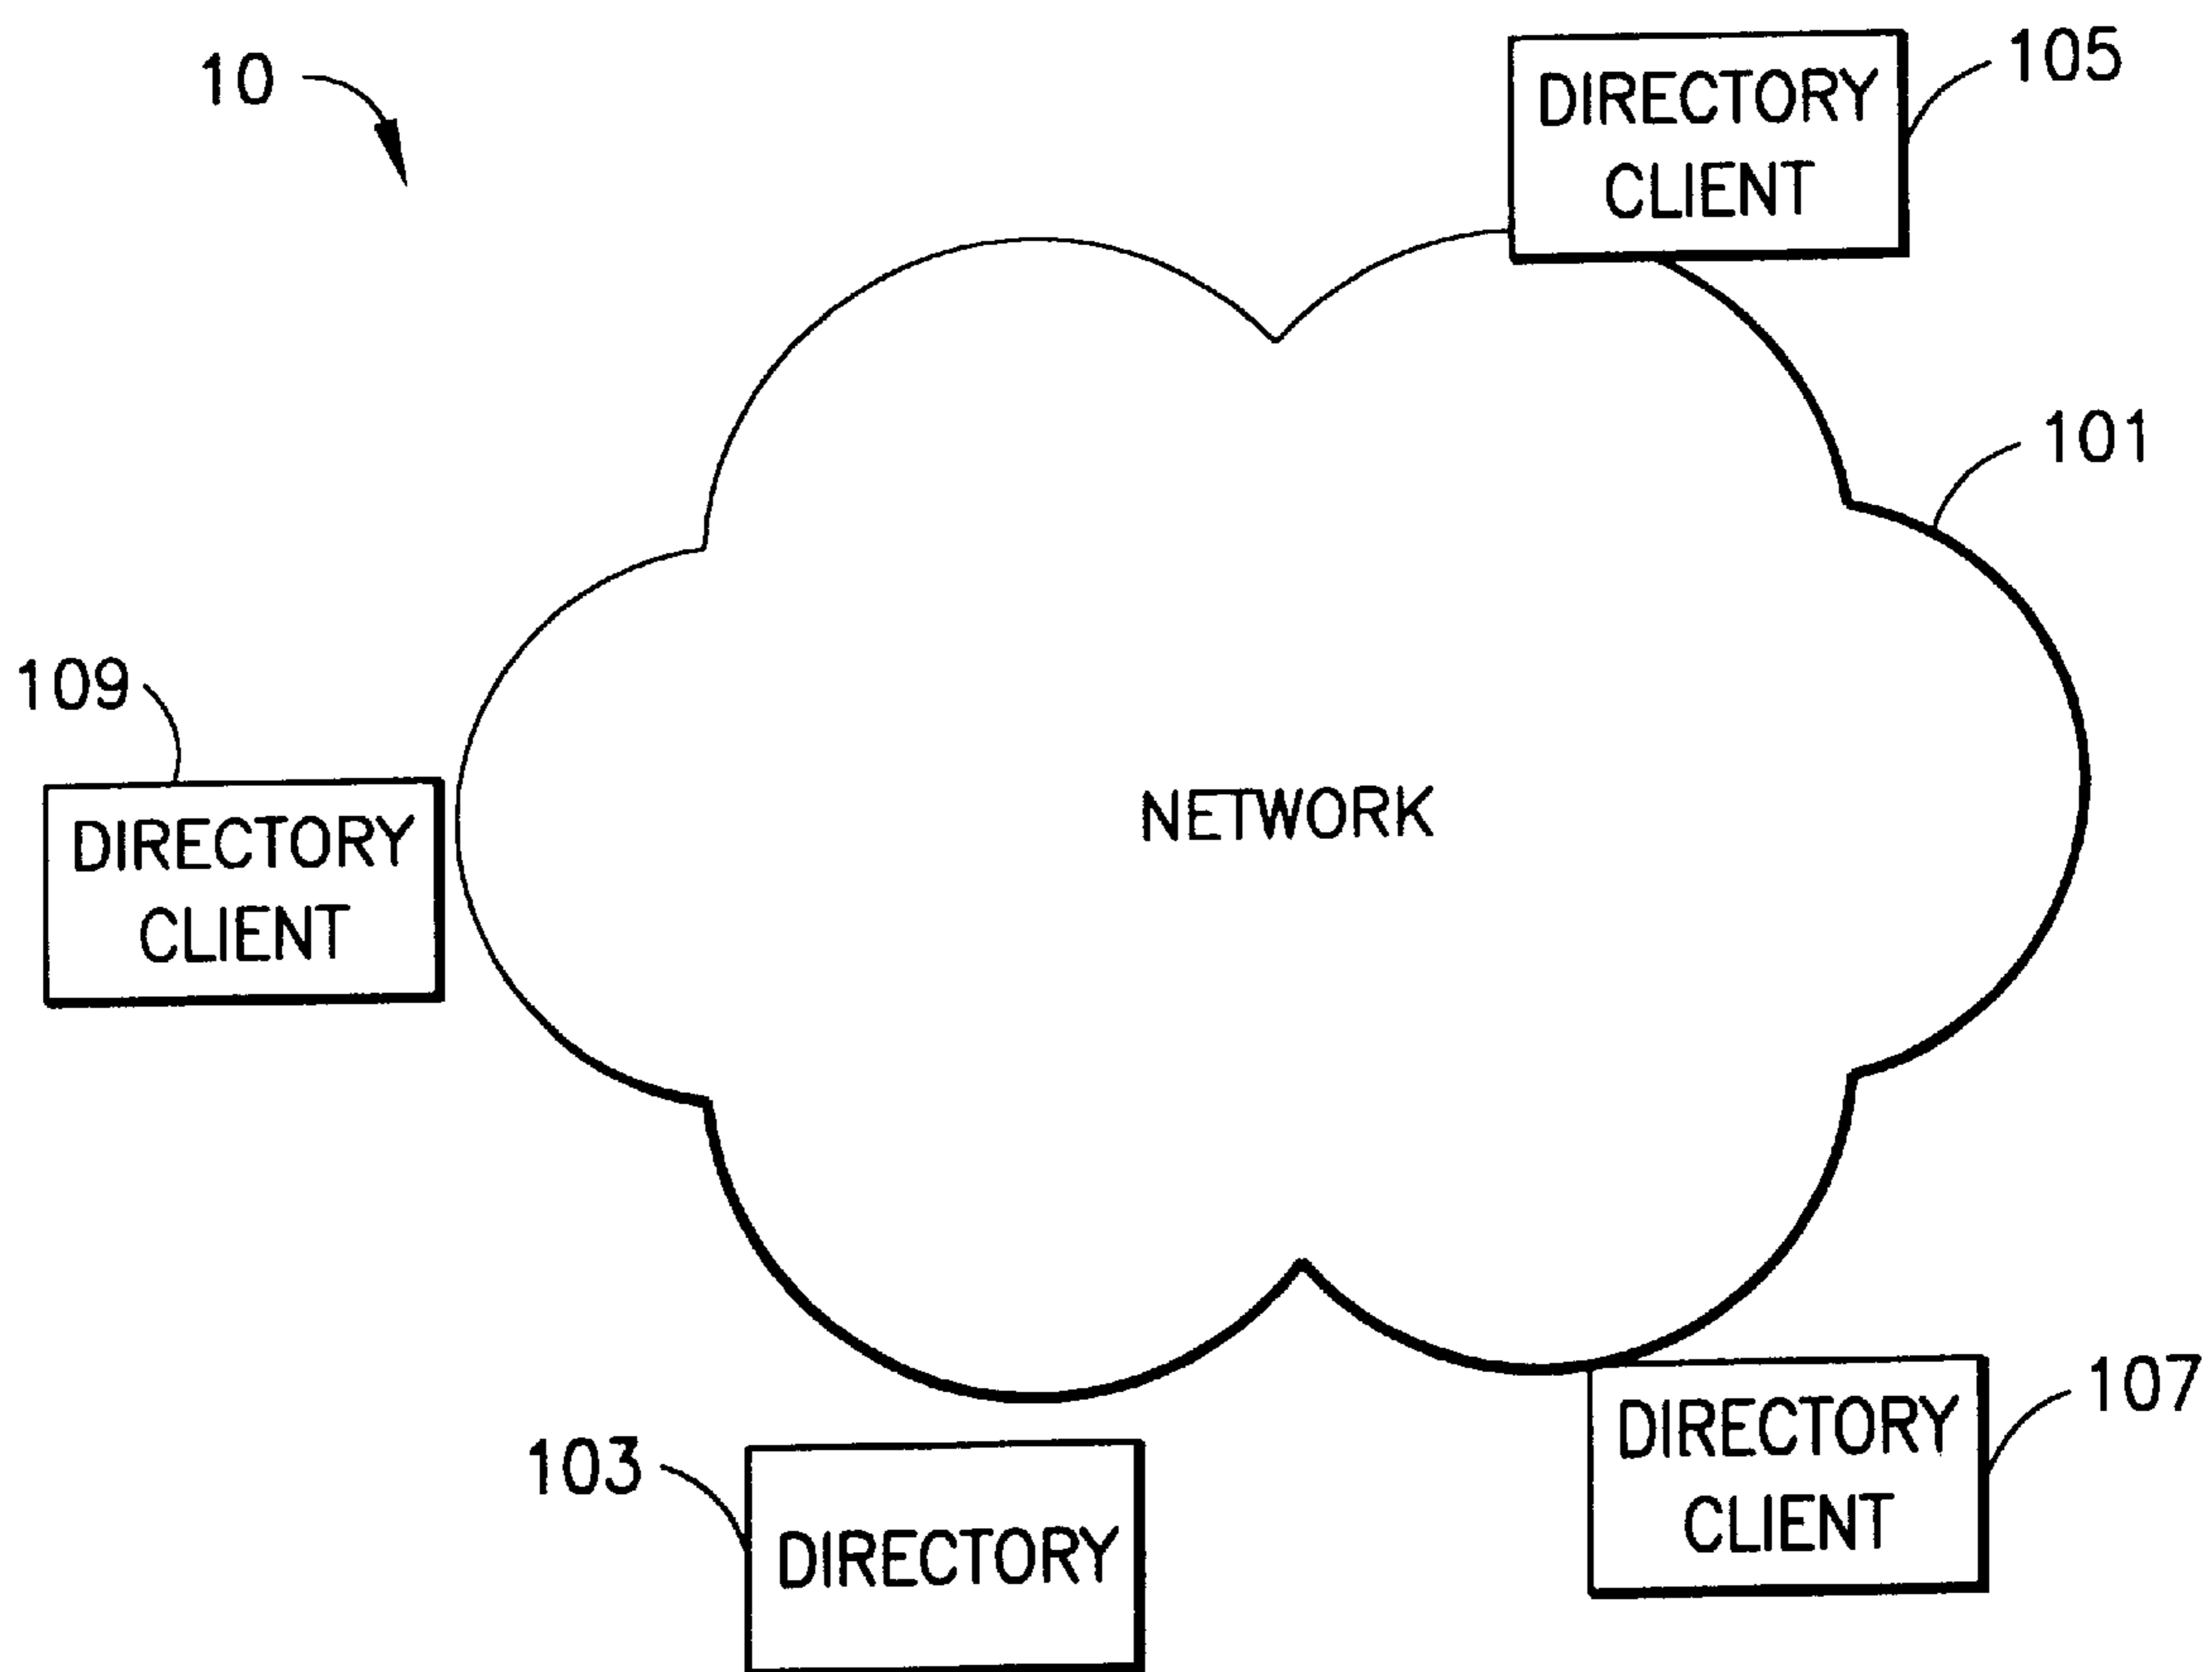 10
105
DIRECTORY
CLIENT
101
109
DIRECTORY
CLIENT
NETWORK
103
DIRECTORY
107
DIRECTORY
CLIENT